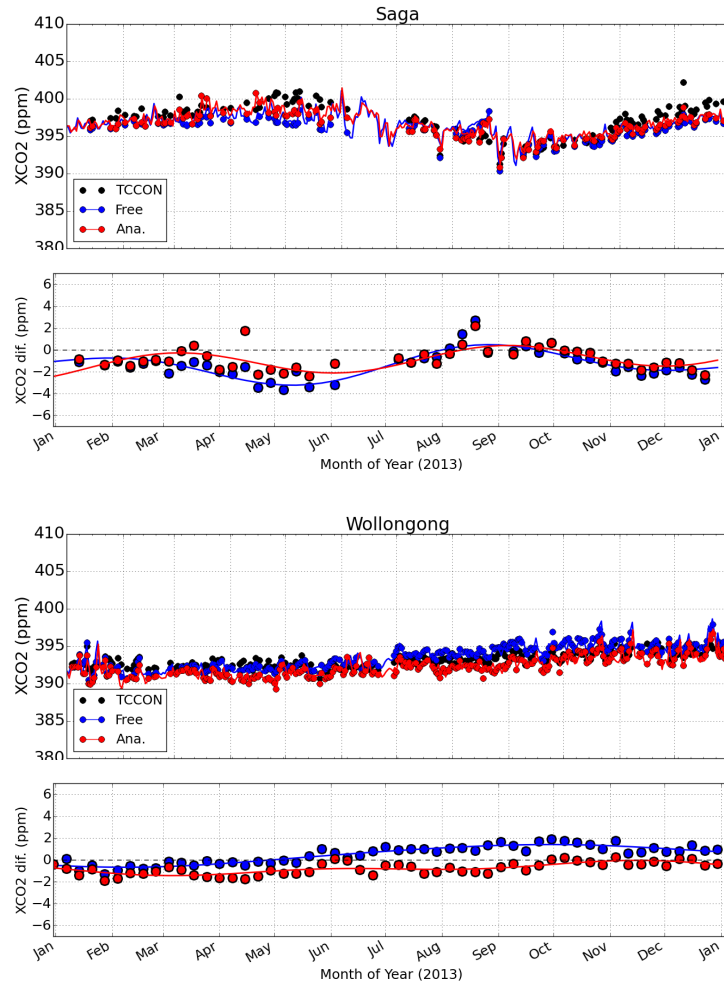 Saga
XCO2 (ppm)
410
405
400
395
390
385
380
TCCON
Free
Ana.
XCO2 dif. (ppm)
6
4
2
0
−2
−4
−6
Jan Feb Mar Apr May Jun Jul Aug Sep Oct Nov Dec Jan
Month of Year (2013)
Wollongong
XCO2 (ppm)
410
405
400
395
390
385
380
TCCON
Free
Ana.
XCO2 dif. (ppm)
6
4
2
0
−2
−4
−6
Jan Feb Mar Apr May Jun Jul Aug Sep Oct Nov Dec Jan
Month of Year (2013)